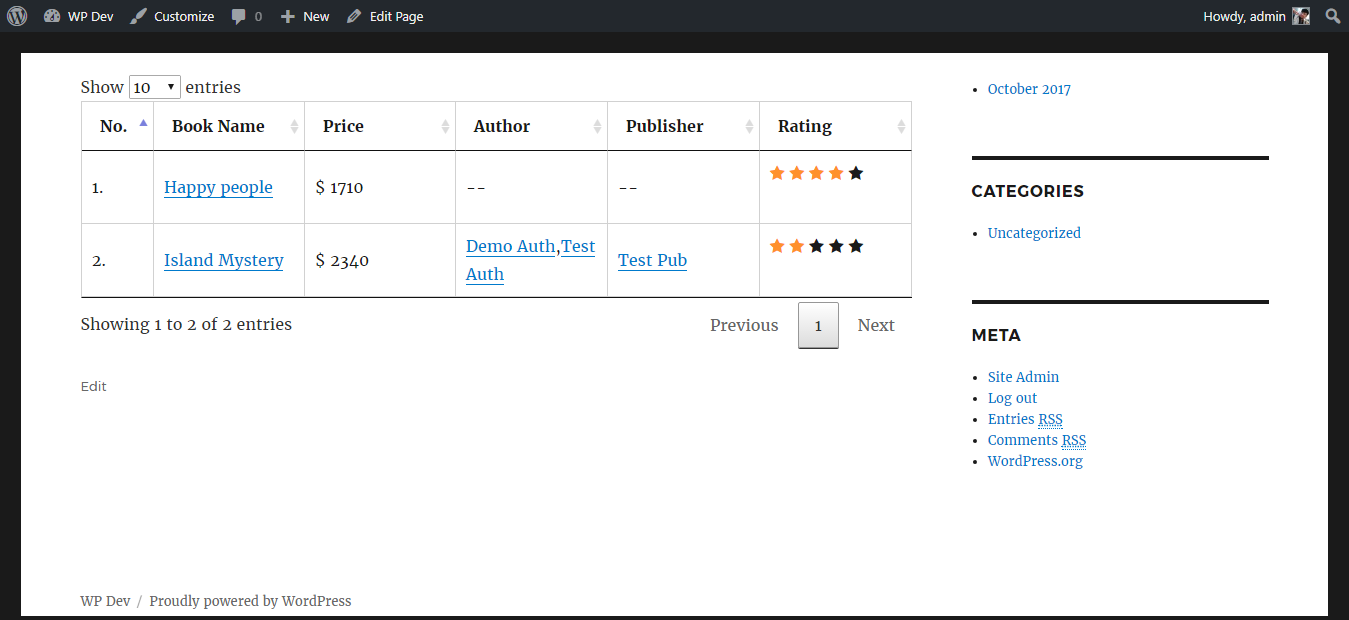 WP Dev Customize 0 New Edit Page Howdy, admin
Show 10 entries
No. Book Name Price Author Publisher Rating
1. Happy people $ 1710 -- --
2. Island Mystery $ 2340 Demo Auth,Test Auth Test Pub
Showing 1 to 2 of 2 entries Previous 1 Next
Edit
October 2017
CATEGORIES
Uncategorized
META
Site Admin
Log out
Entries RSS
Comments RSS
WordPress.org
WP Dev / Proudly powered by WordPress